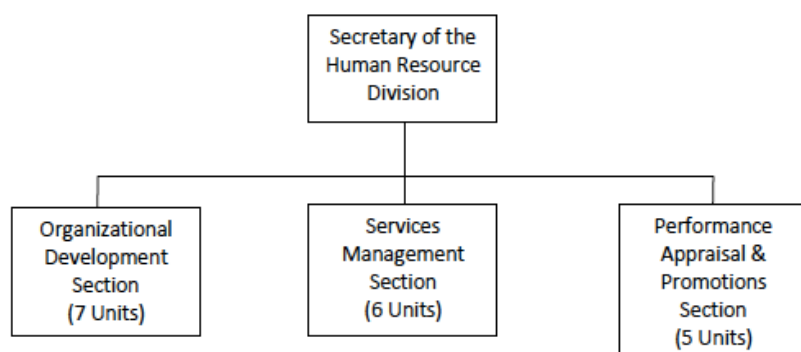 Secretary of the
Human Resource
Division
Organizational
Development
Section
(7 Units)
Services
Management
Section
(6 Units)
Performance
Appraisal &
Promotions
Section
(5 Units)